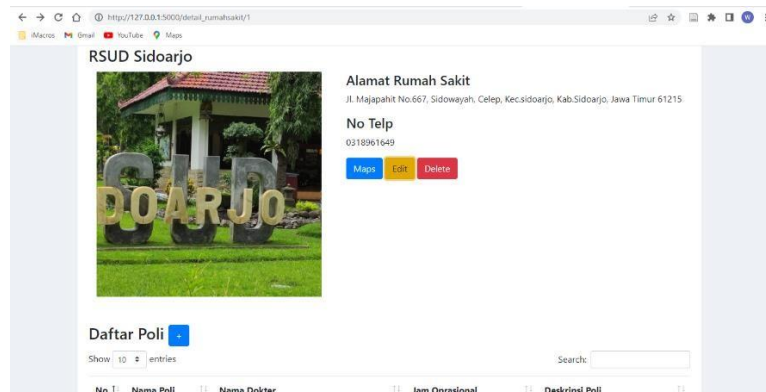 http://127.0.0.1:5000/detail_rumahsakit/1
iMacros Gmail YouTube Maps
W
RSUD Sidoarjo
SUD
DOARJO
Alamat Rumah Sakit
Jl. Majapahit No.667, Sidowayah, Celep, Kec.sidoarjo, Kab.Sidoarjo, Jawa Timur 61215
No Telp
0318961649
Maps Edit Delete
Daftar Poli +
Show 10 entries
Search:
No Nama Poli Nama Dokter Jam Oprasional Deskripsi Poli